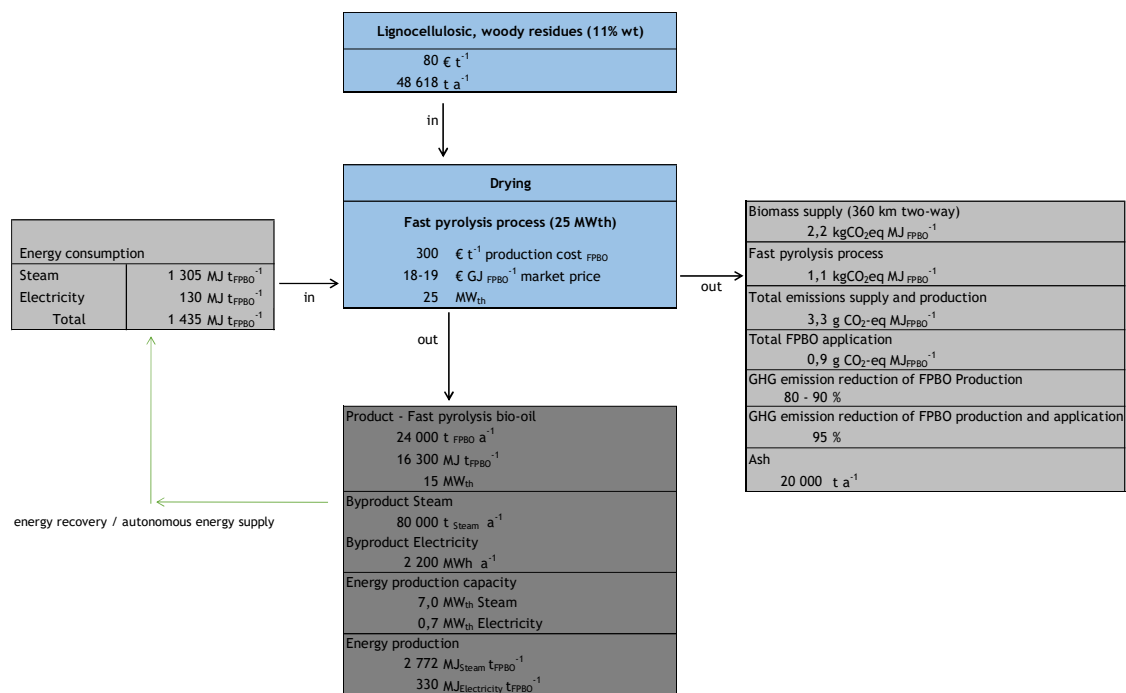 Lignocellulosic, woody residues (11% wt)
80 € t⁻¹
48 618 t a⁻¹
in
Drying
Fast pyrolysis process (25 MWth)
300 € t⁻¹ production cost FPBO
18-19 € GJ FPBO⁻¹ market price
25 MWth
in
out
out
Energy consumption
Steam 1 305 MJ tFPBO⁻¹
Electricity 130 MJ tFPBO⁻¹
Total 1 435 MJ tFPBO⁻¹
Biomass supply (360 km two-way)
2,2 kgCO2eq MJ FPBO⁻¹
Fast pyrolysis process
1,1 kgCO2eq MJ FPBO⁻¹
Total emissions supply and production
3,3 g CO₂-eq MJFPBO⁻¹
Total FPBO application
0,9 g CO₂-eq MJFPBO⁻¹
GHG emission reduction of FPBO Production
80 - 90 %
GHG emission reduction of FPBO production and application
95 %
Ash
20 000 t a⁻¹
Product - Fast pyrolysis bio-oil
24 000 t FPBO a⁻¹
16 300 MJ tFPBO⁻¹
15 MWth
Byproduct Steam
80 000 t Steam a⁻¹
Byproduct Electricity
2 200 MWh a⁻¹
Energy production capacity
7,0 MWth Steam
0,7 MWth Electricity
Energy production
2 772 MJSteam tFPBO⁻¹
330 MJElectricity tFPBO⁻¹
energy recovery / autonomous energy supply